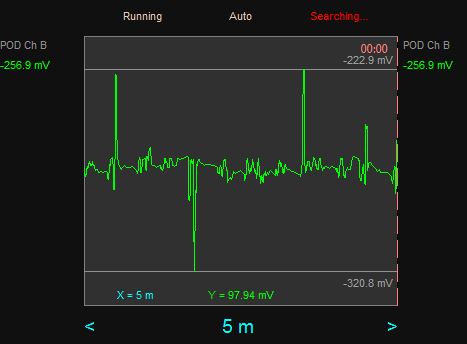 Running Auto Searching...
POD Ch B POD Ch B
00:00
-222.9 mV
-256.9 mV -256.9 mV
-320.8 mV
X = 5 m Y = 97.94 mV
< 5 m >